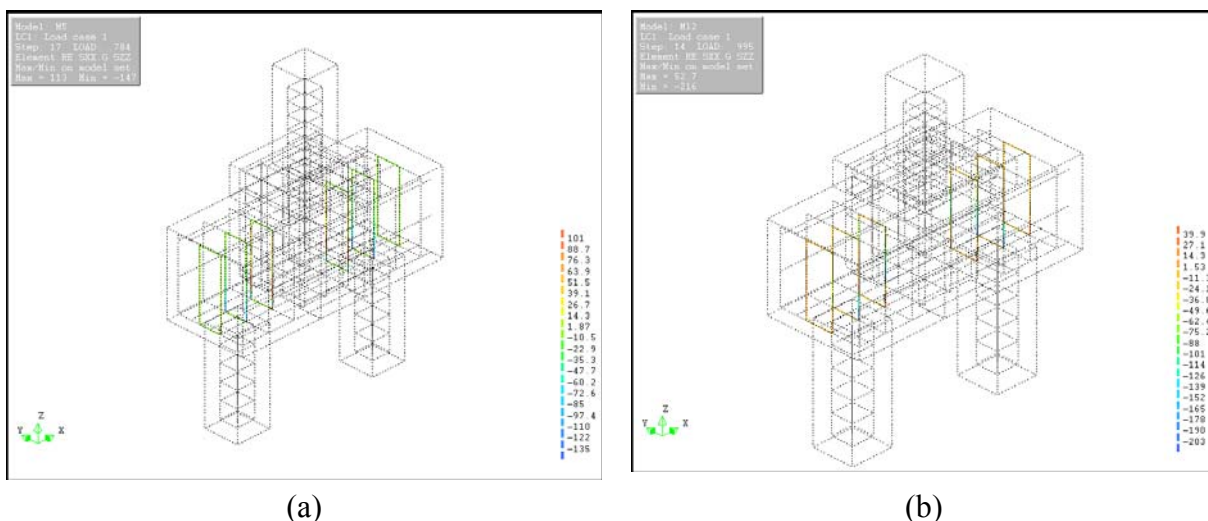 Model: M5
LC1: Load case 1
Step: 17 LOAD: 784
Element RE SXX G SZZ
Max/Min on model set
Max = 113 Min = -147
101
88.7
76.3
63.9
51.5
39.1
26.7
14.3
1.87
-10.5
-22.9
-35.3
-47.7
-60.2
-72.6
-85
-97.4
-110
-122
-135
Z
Y X
(a)
Model: M12
LC1: Load case 1
Step: 14 LOAD: 995
Element RE SXX G SZZ
Max/Min on model set
Max = 52.7
Min = -216
39.9
27.1
14.3
1.53
-88
-101
-114
-126
-139
-152
-165
-178
-190
-203
Z
Y X
(b)